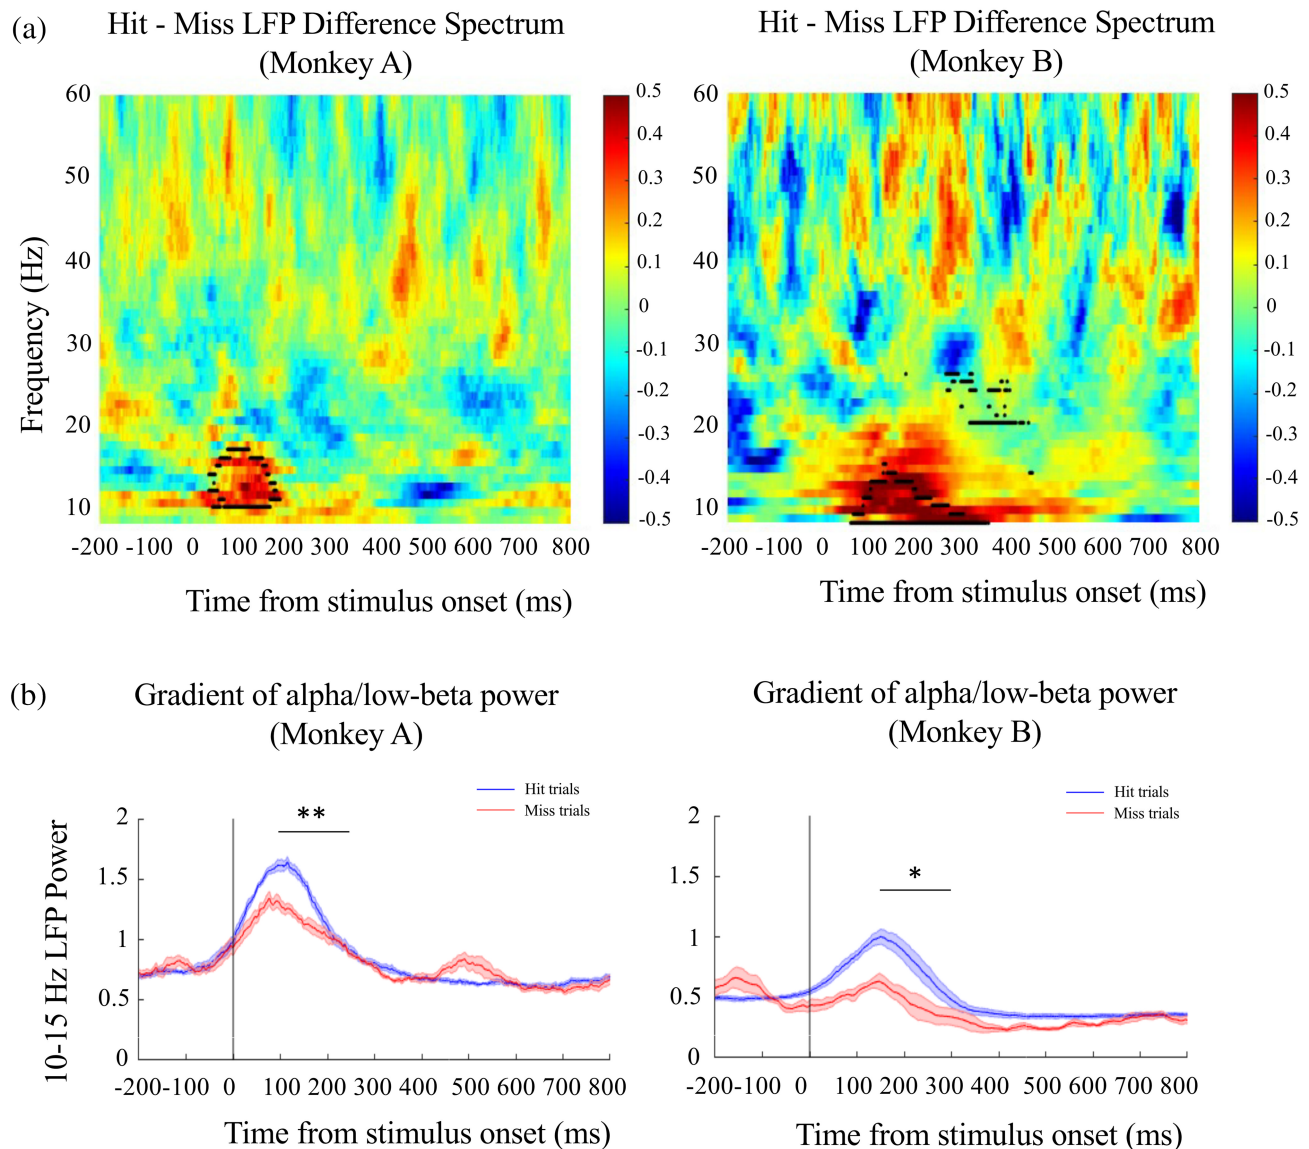 (a)
Hit - Miss LFP Difference Spectrum
(Monkey A)
60
50
40
30
20
10
Frequency (Hz)
-200 -100 0 100 200 300 400 500 600 700 800
Time from stimulus onset (ms)
0.5
0.4
0.3
0.2
0.1
0
-0.1
-0.2
-0.3
-0.4
-0.5
Hit - Miss LFP Difference Spectrum
(Monkey B)
60
50
40
30
20
10
-200 -100 0 100 200 300 400 500 600 700 800
Time from stimulus onset (ms)
0.5
0.4
0.3
0.2
0.1
0
-0.1
-0.2
-0.3
-0.4
-0.5
(b)
Gradient of alpha/low-beta power
(Monkey A)
Hit trials
Miss trials
**
2
1.5
1
0.5
0
10-15 Hz LFP Power
-200 -100 0 100 200 300 400 500 600 700 800
Time from stimulus onset (ms)
Gradient of alpha/low-beta power
(Monkey B)
Hit trials
Miss trials
*
2
1.5
1
0.5
0
-200 -100 0 100 200 300 400 500 600 700 800
Time from stimulus onset (ms)